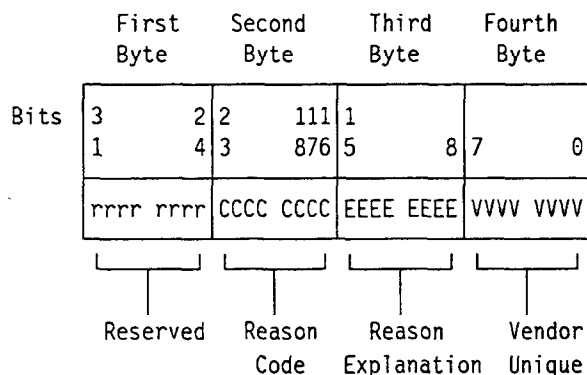 First Second Third Fourth
Byte Byte Byte Byte
Bits 3 2 2 111 1
1 4 3 876 5 8 7 0
rrrr rrrr CCCC CCCC EEEE EEEE VVVV VVVV
Reserved Reason Reason Vendor
Code Explanation Unique